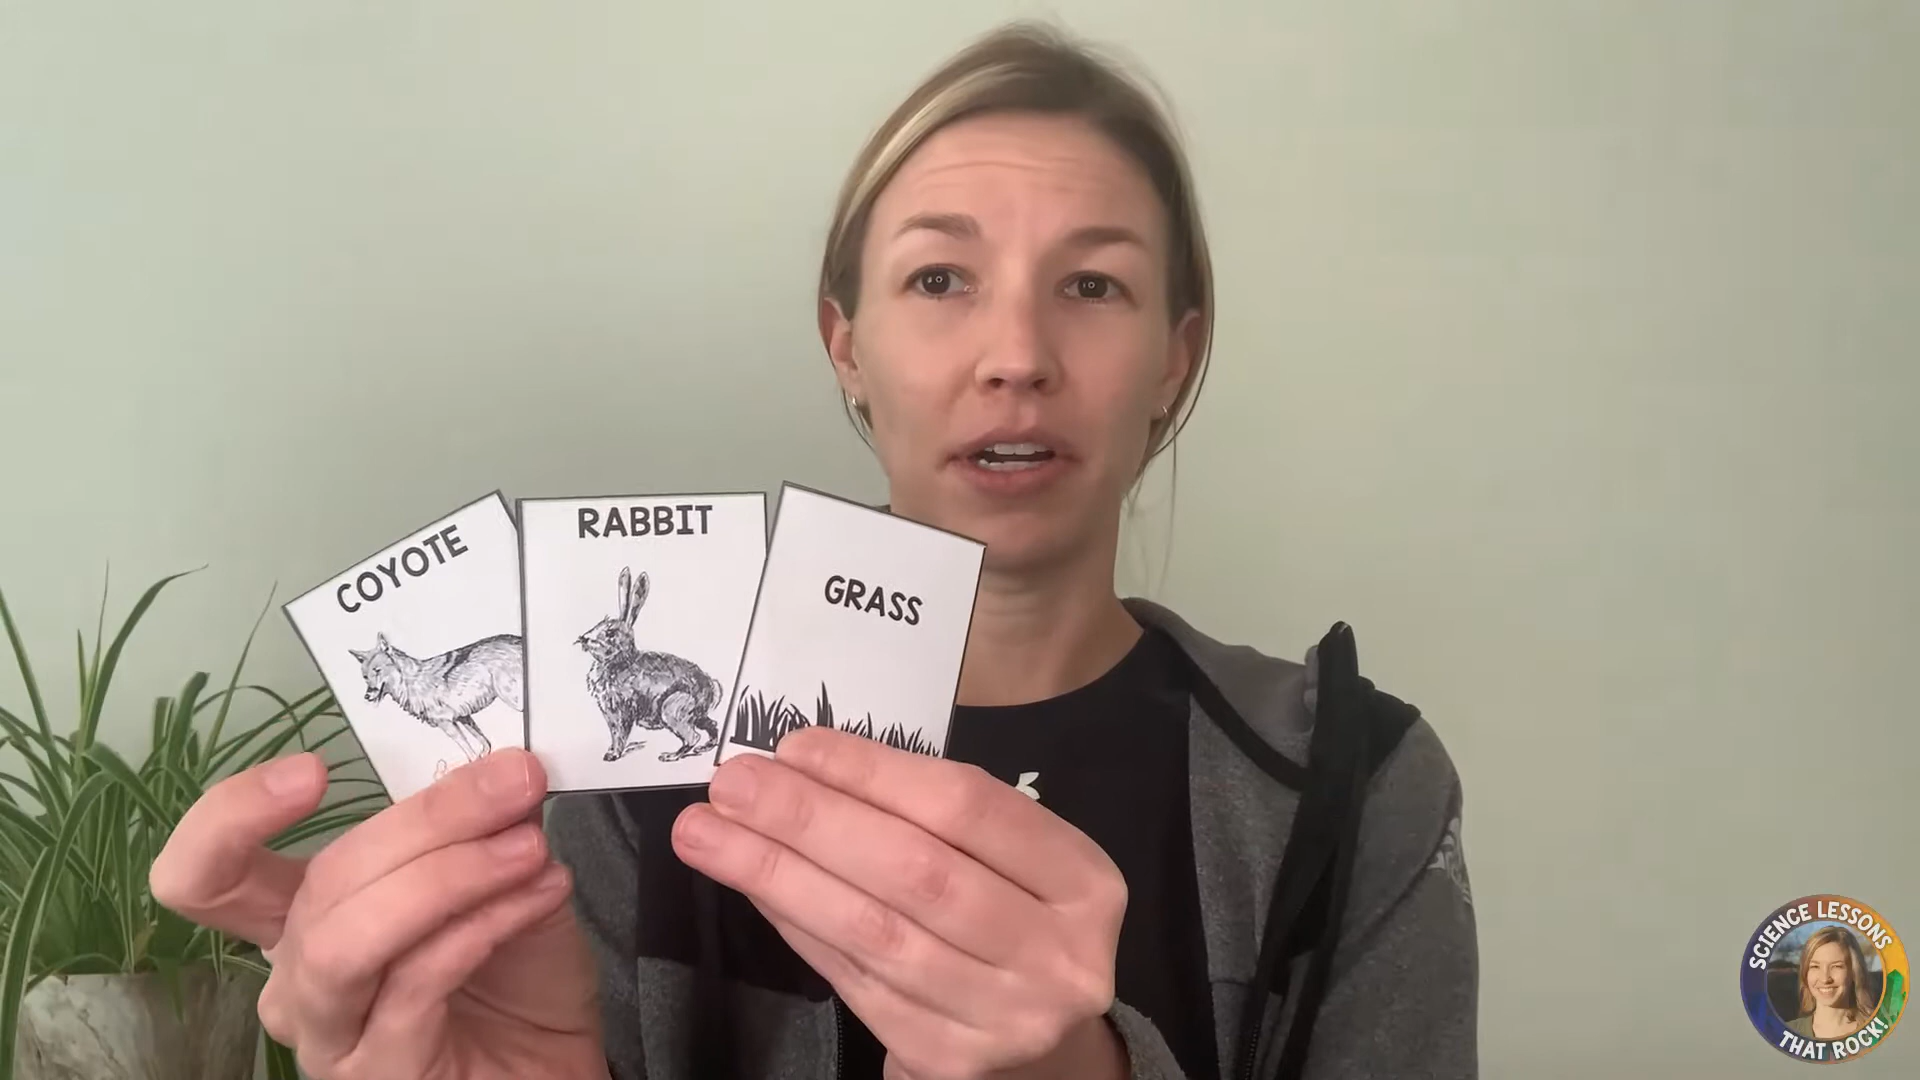 COYOTE
RABBIT
GRASS
SCIENCE LESSONS
THAT ROCK!